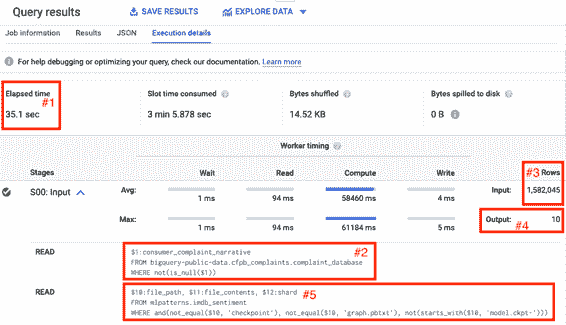 Query results
SAVE RESULTS
EXPLORE DATA
Job information Results JSON Execution details
For help debugging or optimizing your query, check our documentation. Learn more
Elapsed time Slot time consumed Bytes shuffled Bytes spilled to disk
#1
35.1 sec 3 min 5.878 sec 14.52 KB 0 B
Worker timing
Stages Wait Read Compute Write #3 Rows
S00: Input Avg: 1 ms 94 ms 58460 ms 4 ms Input: 1,582,045
Max: 1 ms 94 ms 61184 ms 5 ms Output: 10
#4
READ $1:consumer_complaint_narrative #2
FROM bigquery-public-data.cfpb_complaints.complaint_database
WHERE not(is_null($1))
READ $10:file_path, $11:file_contents, $12:shard #5
FROM mlpatterns.imdb_sentiment
WHERE and(not_equal($10, 'checkpoint'), not_equal($10, 'graph.pbtxt'), not(starts_with($10, 'model.ckpt-')))